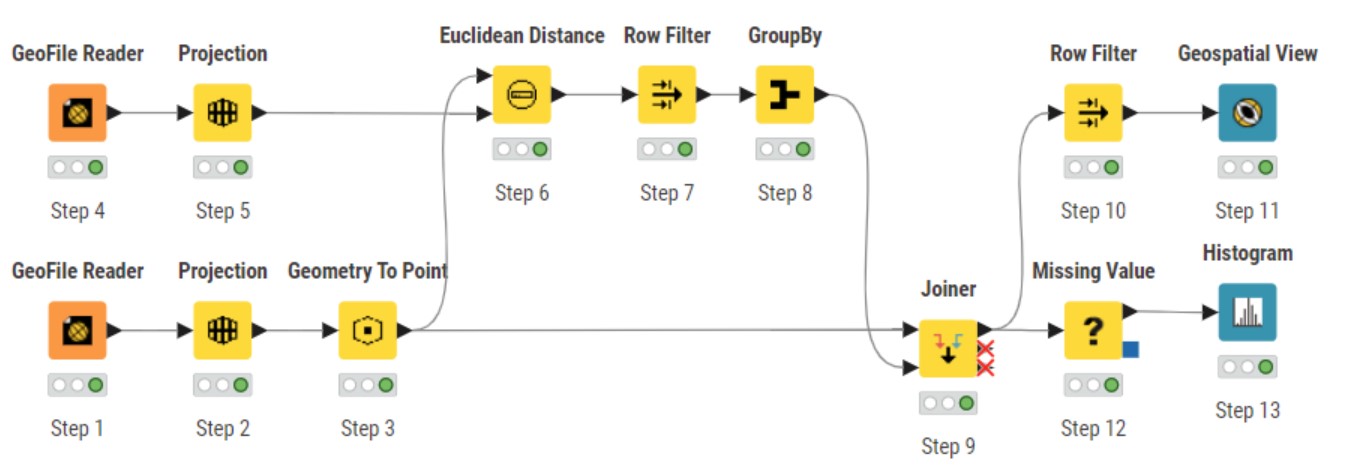 Euclidean Distance Row Filter GroupBy
GeoFile Reader Projection Row Filter Geospatial View
Step 6 Step 7 Step 8
Step 4 Step 5 Step 10 Step 11
Histogram
GeoFile Reader Projection Geometry To Point Missing Value
Joiner
?
Step 13
Step 1 Step 2 Step 3 Step 12
Step 9